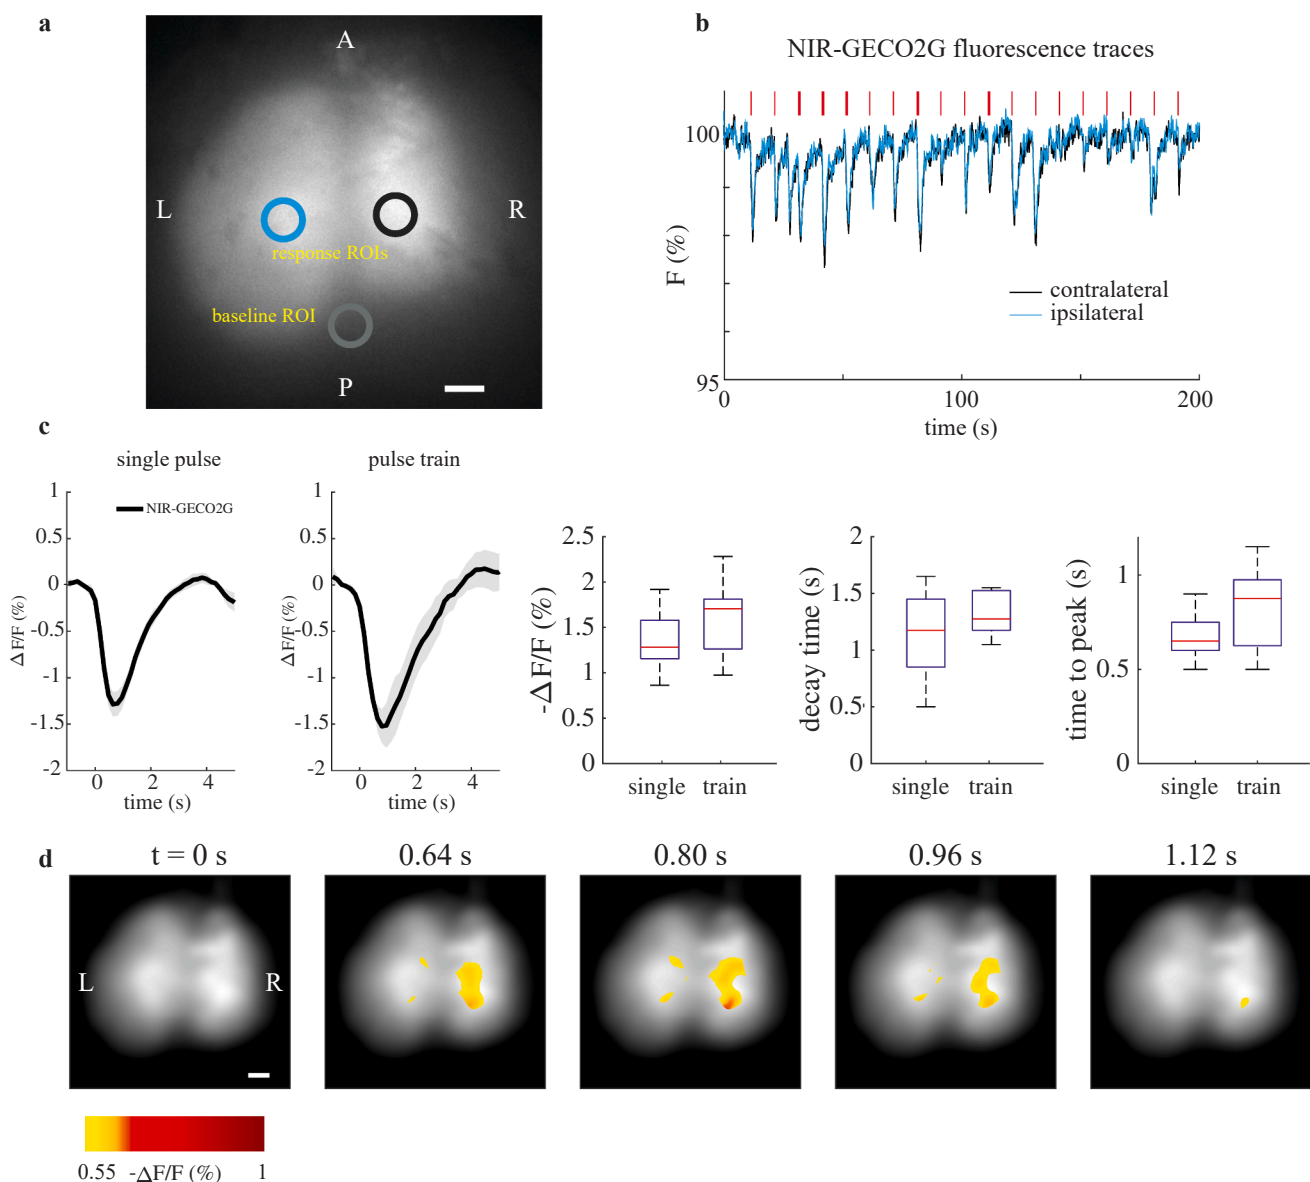 a
A
L
R
response ROIs
baseline ROI
P
b
NIR-GECO2G fluorescence traces
100
F (%)
contralateral
ipsilateral
95
0
100
200
time (s)
c
single pulse
pulse train
1
0.5
0
-0.5
-1
-1.5
-2
ΔF/F (%)
NIR-GECO2G
0
2
4
time (s)
1
0.5
0
-0.5
-1
-1.5
-2
ΔF/F (%)
0
2
4
time (s)
2.5
2
1.5
1
0.5
0
-ΔF/F (%)
single train
2
1.5
1
0.5
0
decay time (s)
single train
1
0.5
0
time to peak (s)
single train
d
t = 0 s
0.64 s
0.80 s
0.96 s
1.12 s
L
R
0.55 -ΔF/F (%) 1